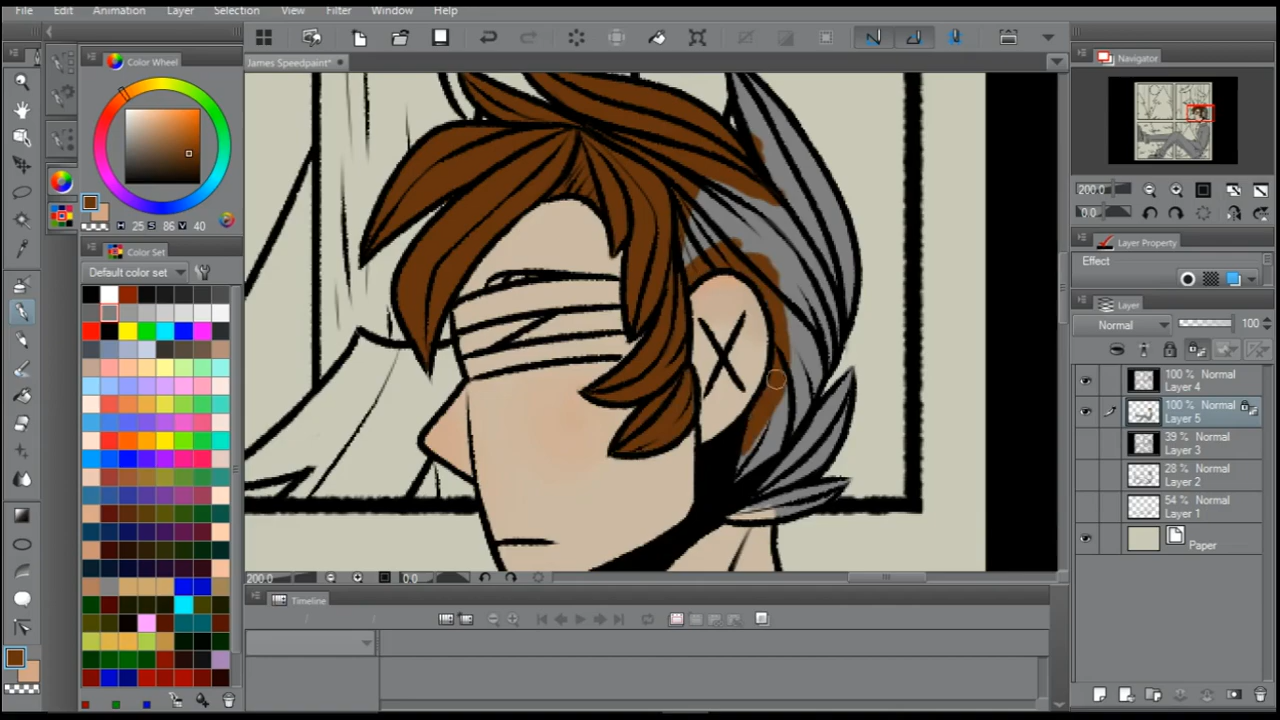 File Edit Animation Layer Selection View Filter Window Help
Color Wheel
James Speedpaint*
Navigator
200.0
0.0
H 25 S 86 V 40
Color Set
Default color set
Layer Property
Effect
Layer
Normal 100
100 % Normal
Layer 4
100 % Normal
Layer 5
39 % Normal
Layer 3
28 % Normal
Layer 2
54 % Normal
Layer 1
Paper
200.0 0.0
Timeline